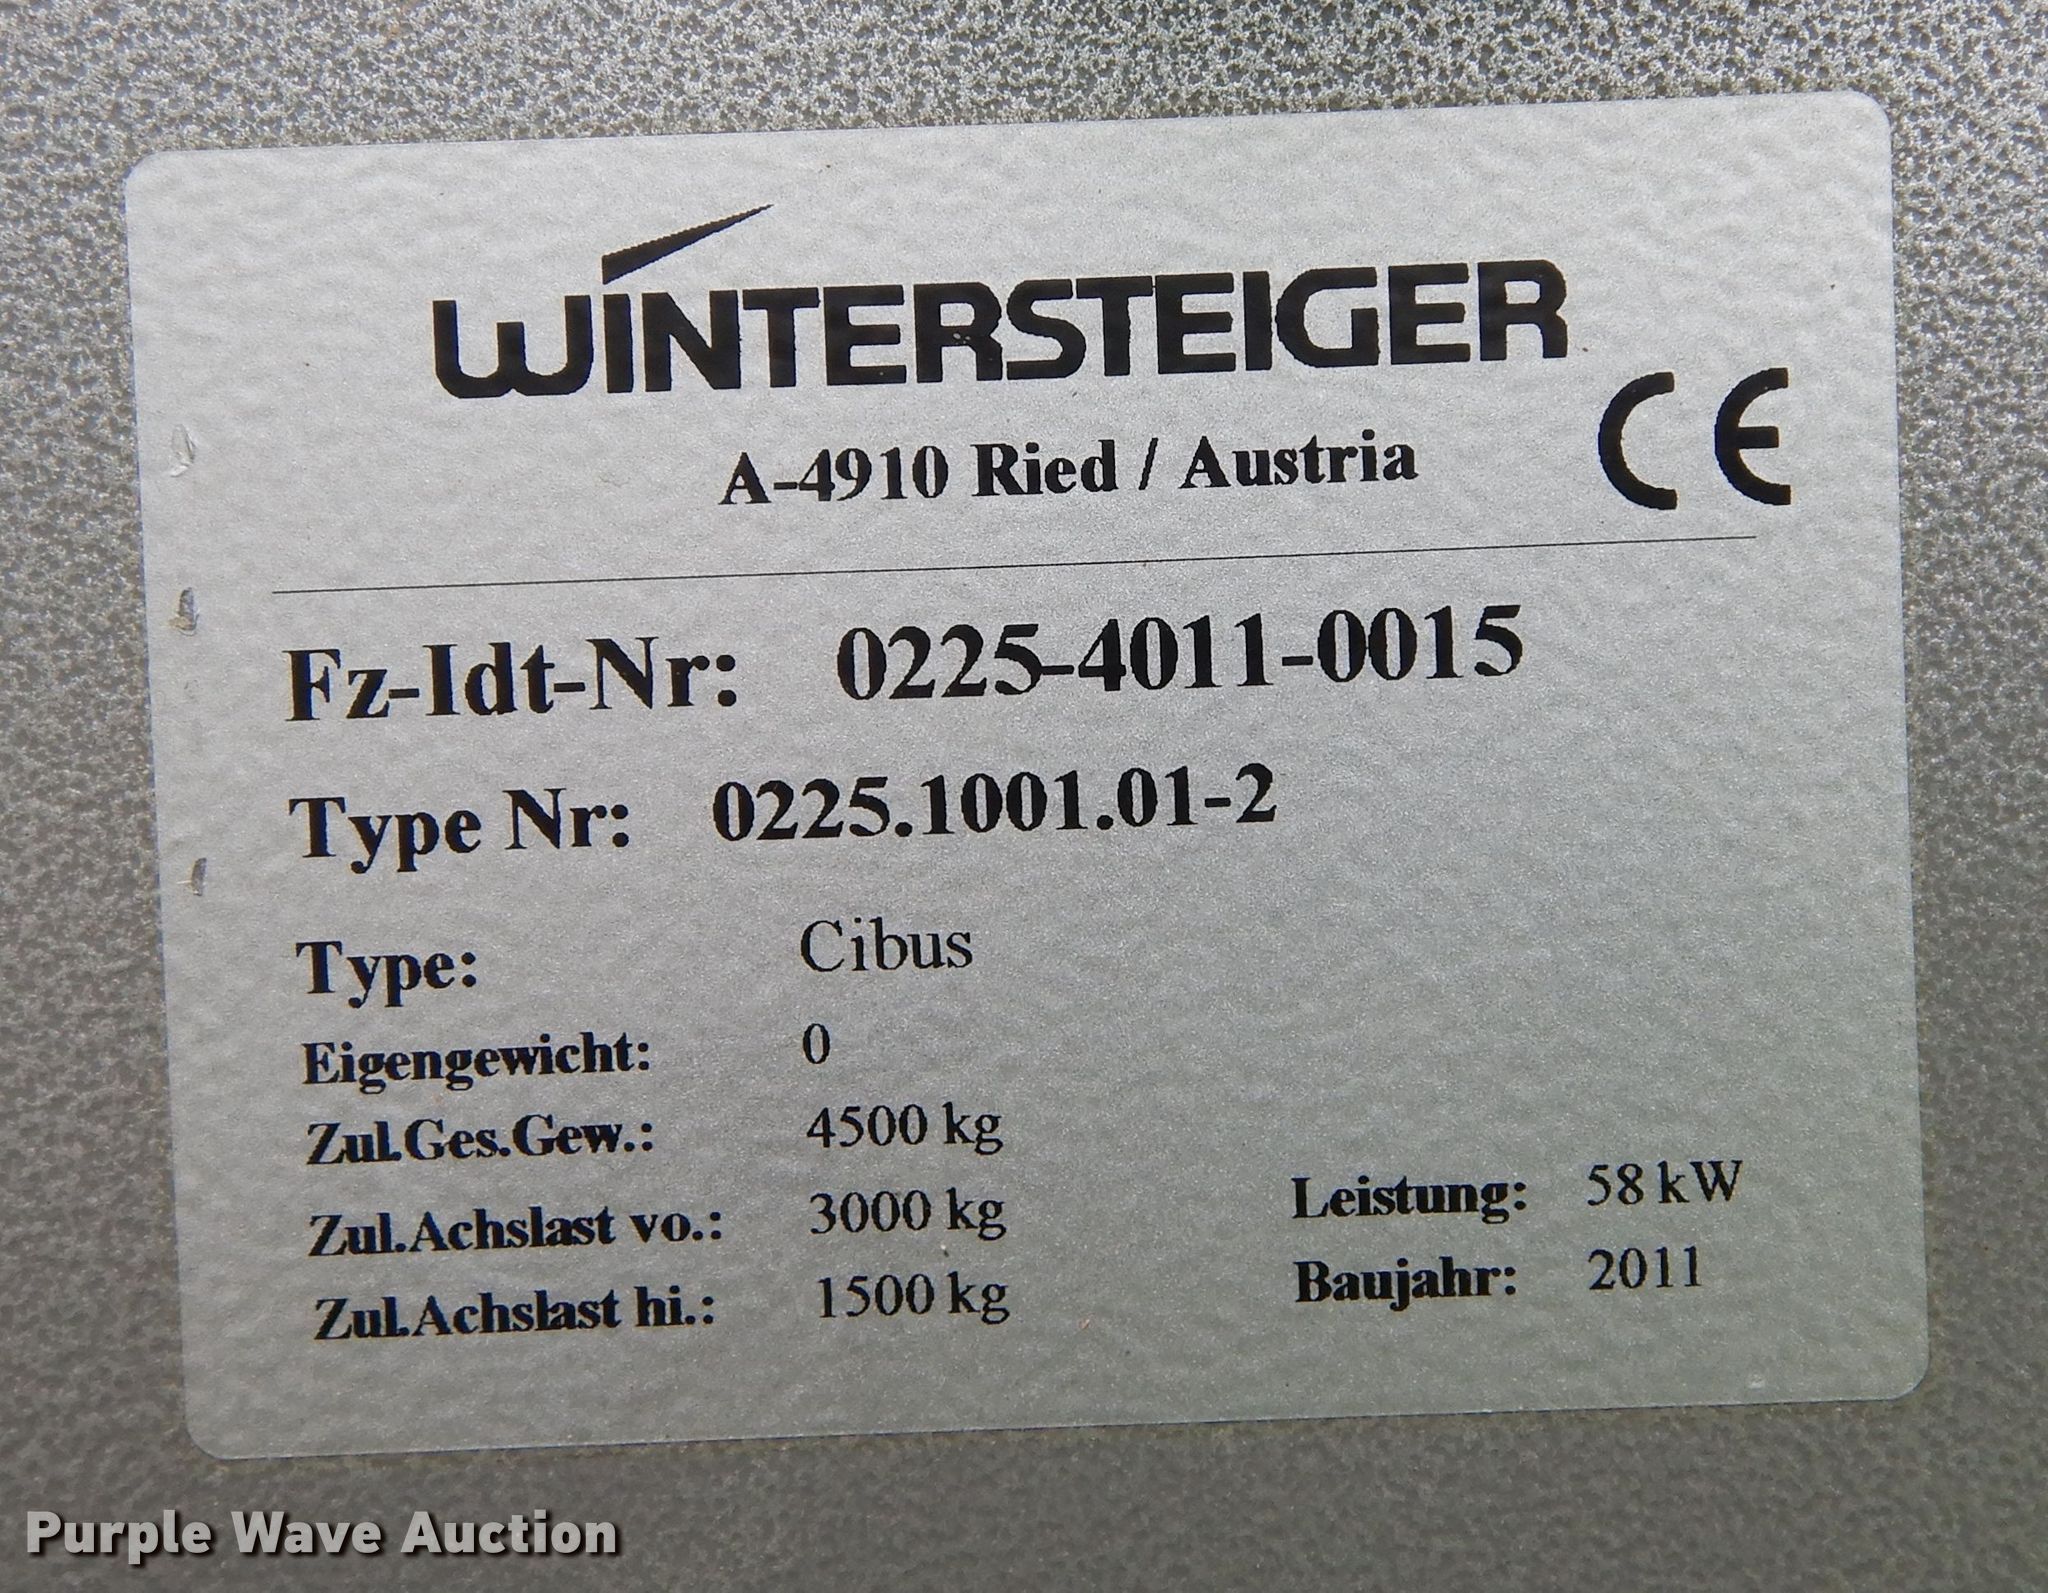 WINTERSTEIGER
A-4910 Ried / Austria
CE
Fz-Idt-Nr: 0225-4011-0015
Type Nr: 0225.1001.01-2
Type: Cibus
Eigengewicht: 0
Zul.Ges.Gew.: 4500 kg
Zul.Achslast vo.: 3000 kg Leistung: 58 kW
Zul.Achslast hi.: 1500 kg Baujahr: 2011
Purple Wave Auction